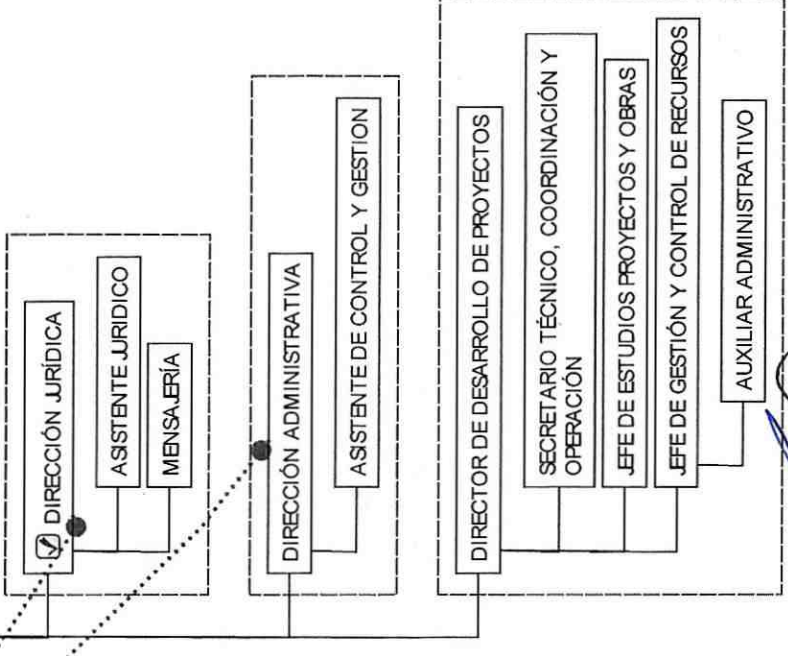 DIRECCIÓN JURÍDICA
ASISTENTE JURIDICO
MENSAJERÍA
DIRECCIÓN ADMINISTRATIVA
ASISTENTE DE CONTROL Y GESTION
DIRECTOR DE DESARROLLO DE PROYECTOS
SECRETARIO TÉCNICO, COORDINACIÓN Y
OPERACIÓN
JEFE DE ESTUDIOS PROYECTOS Y OBRAS
JEFE DE GESTIÓN Y CONTROL DE RECURSOS
AUXILIAR ADMINISTRATIVO